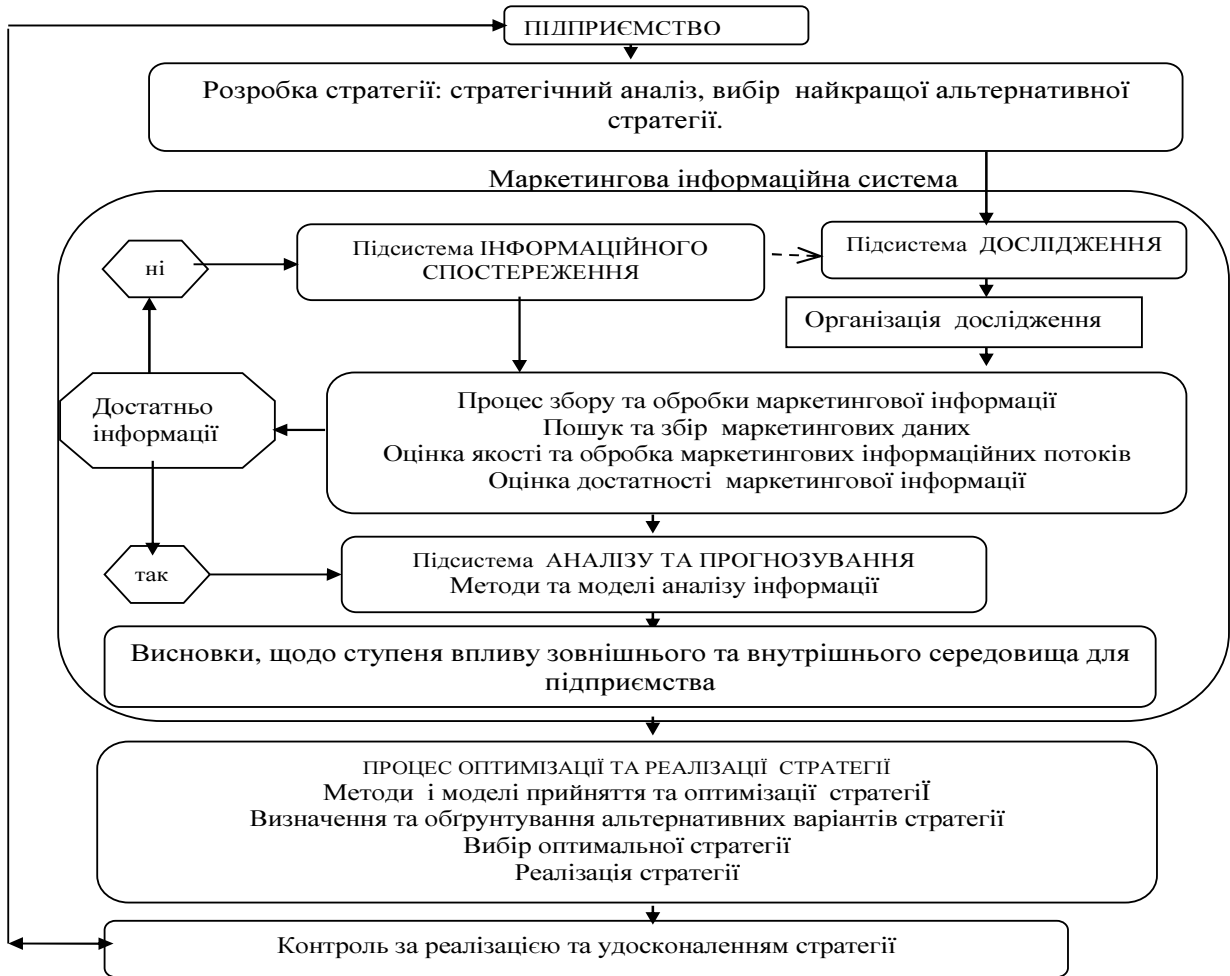 ПІДПРИЄМСТВО
Розробка стратегії: стратегічний аналіз, вибір найкращої альтернативної
стратегії.
Маркетингова інформаційна система
ні
Підсистема ІНФОРМАЦІЙНОГО
СПОСТЕРЕЖЕННЯ
Підсистема ДОСЛІДЖЕННЯ
Організація дослідження
Достатньо
інформації
Процес збору та обробки маркетингової інформації
Пошук та збір маркетингових даних
Оцінка якості та обробка маркетингових інформаційних потоків
Оцінка достатності маркетингової інформації
так
Підсистема АНАЛІЗУ ТА ПРОГНОЗУВАННЯ
Методи та моделі аналізу інформації
Висновки, щодо ступеня впливу зовнішнього та внутрішнього середовища для
підприємства
ПРОЦЕС ОПТИМІЗАЦІЇ ТА РЕАЛІЗАЦІЇ СТРАТЕГІЇ
Методи і моделі прийняття та оптимізації стратегіЇ
Визначення та обґрунтування альтернативних варіантів стратегії
Вибір оптимальної стратегії
Реалізація стратегії
Контроль за реалізацією та удосконаленням стратегії